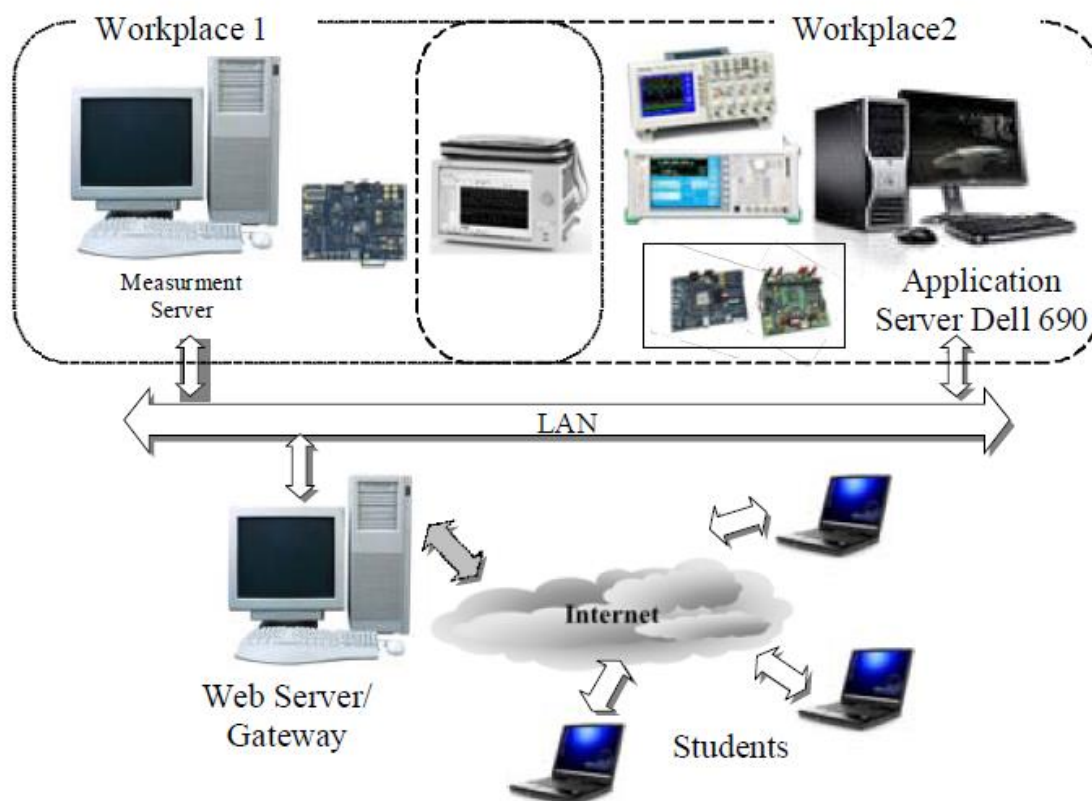 Workplace 1
Workplace2
Measurment
Server
Application
Server Dell 690
LAN
Internet
Web Server/
Gateway
Students